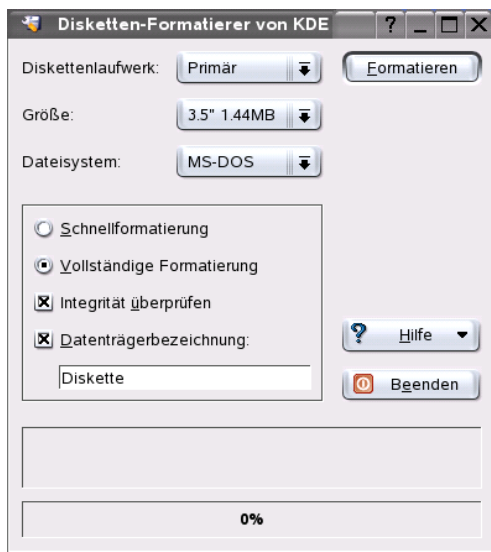 Disketten-Formatierer von KDE
Diskettenlaufwerk: Primär Formatieren
Größe: 3.5" 1.44MB
Dateisystem: MS-DOS
Schnellformatierung
Vollständige Formatierung
Integrität überprüfen
Datenträgerbezeichnung:
Diskette
Hilfe
Beenden
0%